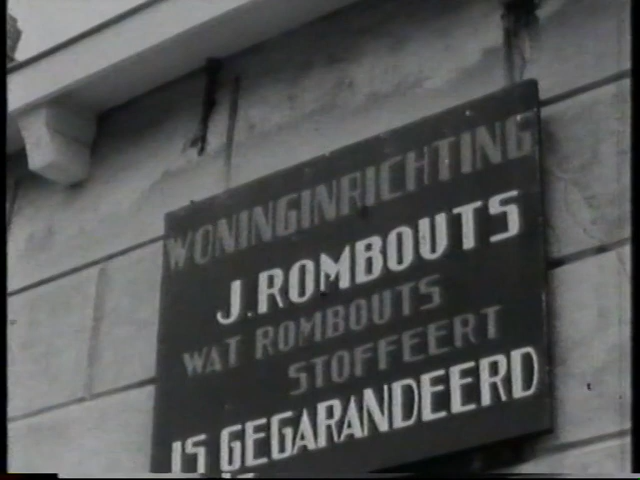 WONINGINRICHTING
J. ROMBOUTS
WAT ROMBOUTS
STOFFEERT
IS GEGARANDEERD